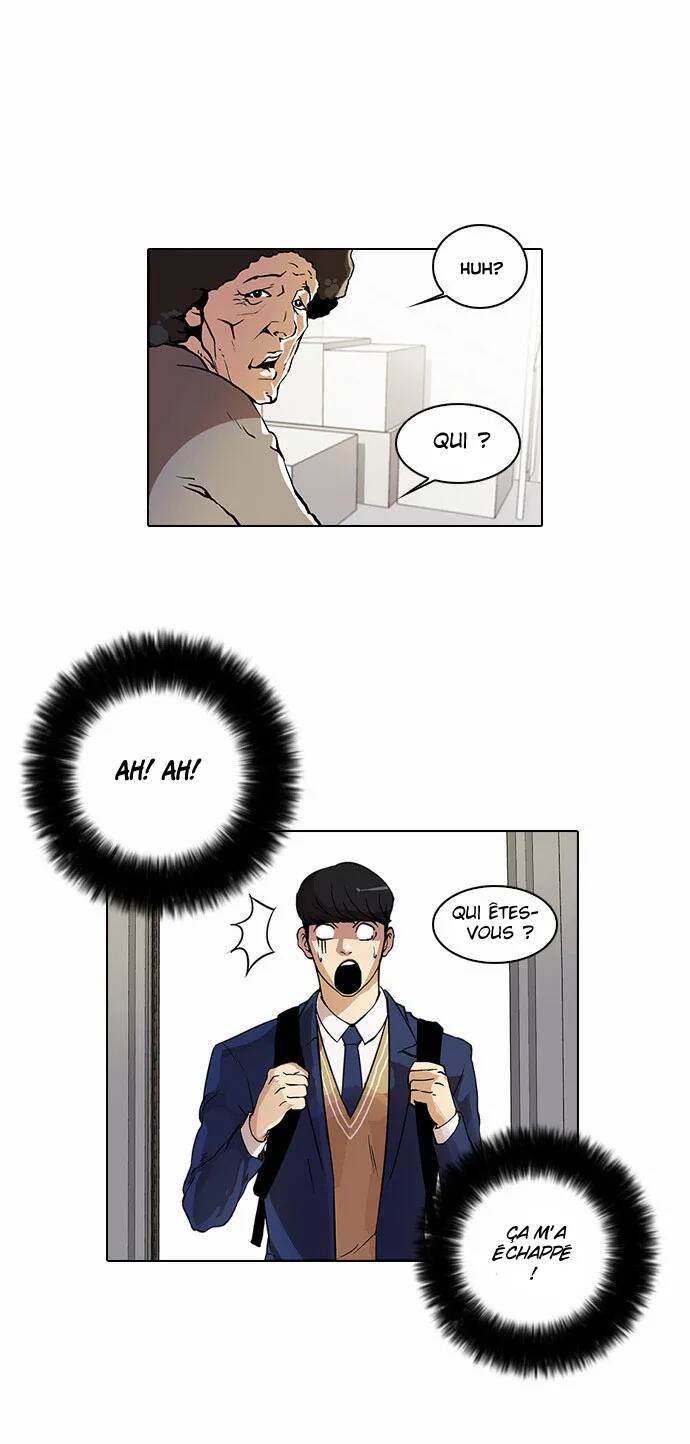 HUH?
QUI ?
AH! AH!
QUI ÊTES-
VOUS ?
ÇA M'A
ÉCHAPPÉ
!